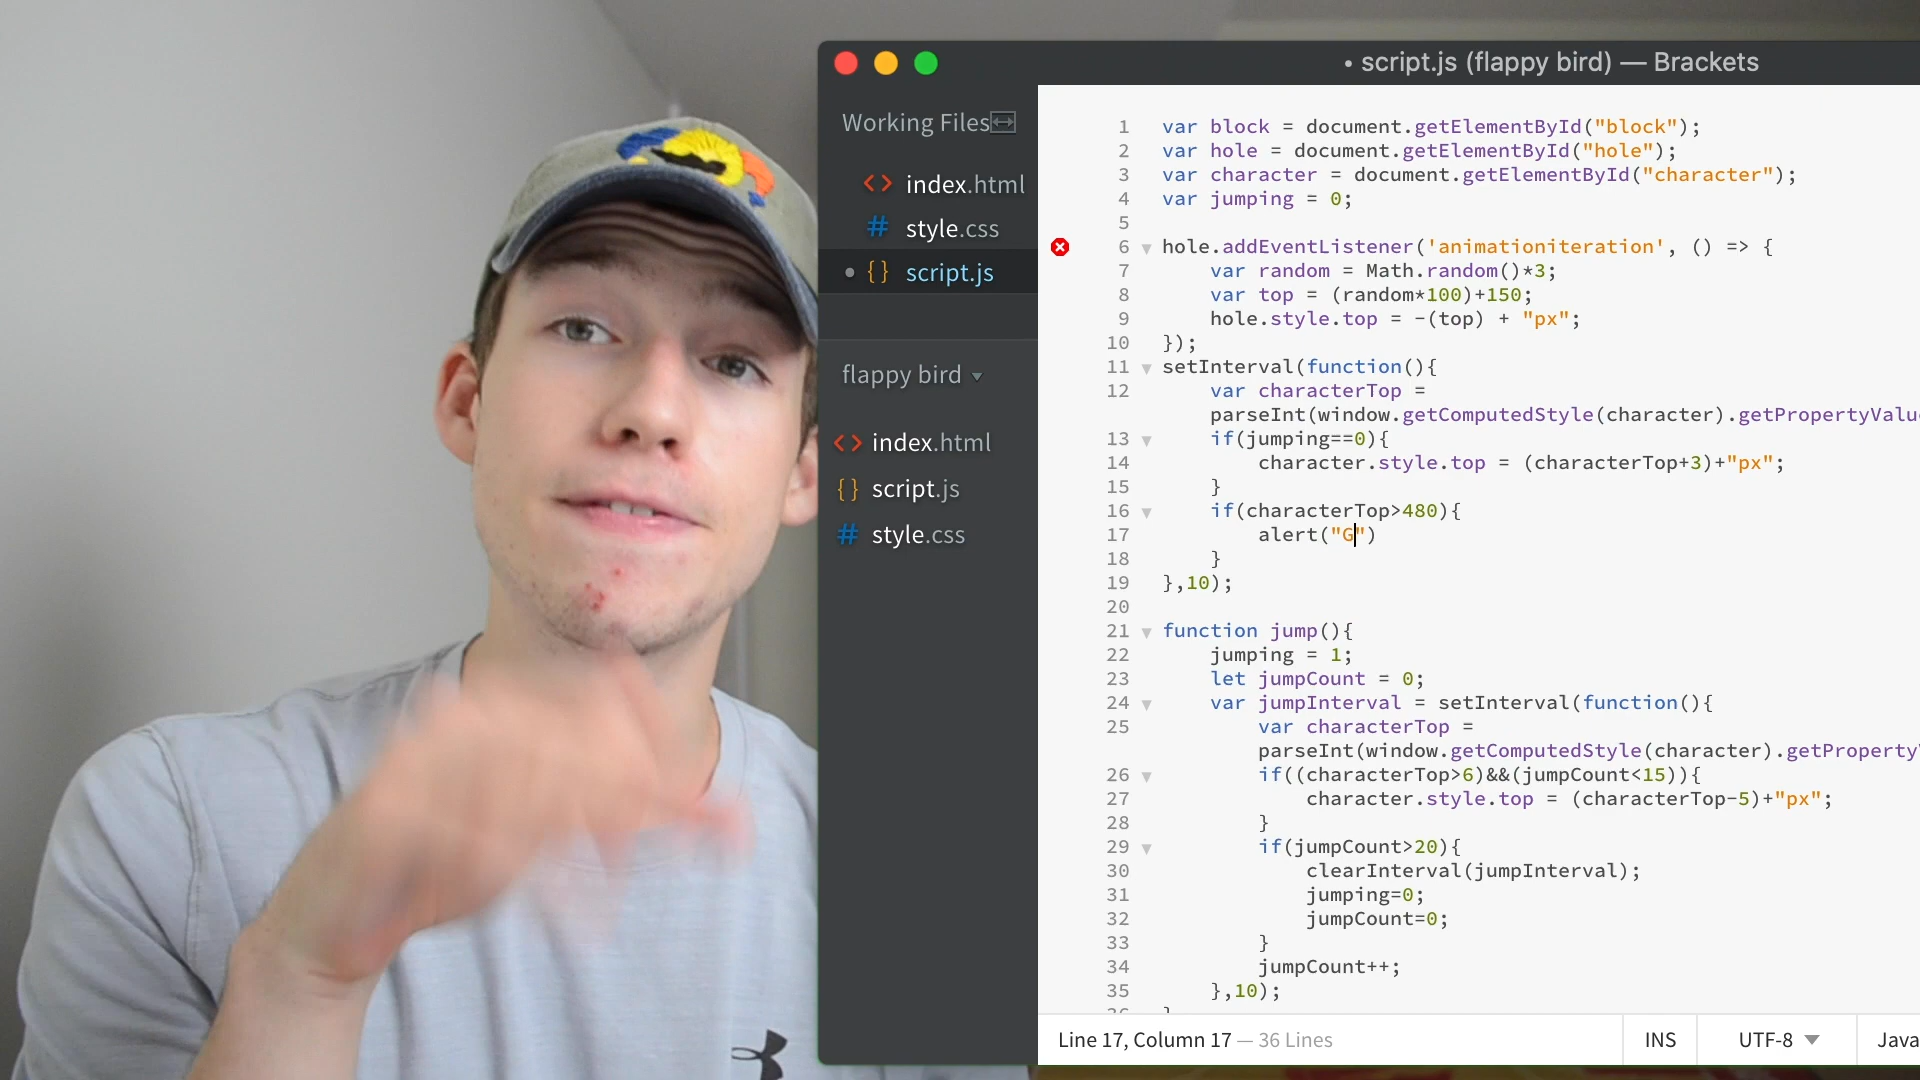 • script.js (flappy bird) — Brackets
Working Files
index.html
style.css
script.js
flappy bird
index.html
script.js
style.css
1 var block = document.getElementById("block");
2 var hole = document.getElementById("hole");
3 var character = document.getElementById("character");
4 var jumping = 0;
5
6 hole.addEventListener('animationiteration', () => {
7 var random = Math.random()*3;
8 var top = (random*100)+150;
9 hole.style.top = -(top) + "px";
10 });
11 setInterval(function(){
12 var characterTop =
parseInt(window.getComputedStyle(character).getPropertyValu
13 if(jumping==0){
14 character.style.top = (characterTop+3)+"px";
15 }
16 if(characterTop>480){
17 alert("G")
18 }
19 },10);
20
21 function jump(){
22 jumping = 1;
23 let jumpCount = 0;
24 var jumpInterval = setInterval(function(){
25 var characterTop =
parseInt(window.getComputedStyle(character).getProperty
26 if((characterTop>6)&&(jumpCount<15)){
27 character.style.top = (characterTop-5)+"px";
28 }
29 if(jumpCount>20){
30 clearInterval(jumpInterval);
31 jumping=0;
32 jumpCount=0;
33 }
34 jumpCount++;
35 },10);
Line 17, Column 17 — 36 Lines
INS
UTF-8
Java